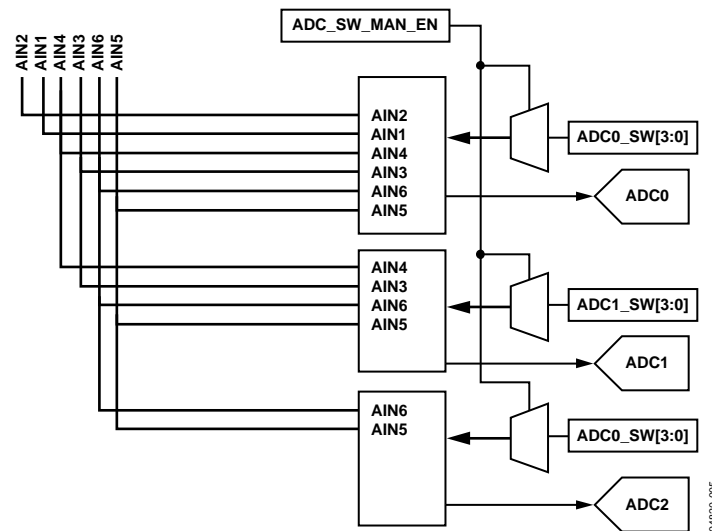 ADC_SW_MAN_EN
AIN2
AIN1
AIN4
AIN3
AIN6
AIN5
AIN2
AIN1
AIN4
AIN3
AIN6
AIN5
ADC0_SW[3:0]
ADC0
AIN4
AIN3
AIN6
AIN5
ADC1_SW[3:0]
ADC1
AIN6
AIN5
ADC0_SW[3:0]
ADC2